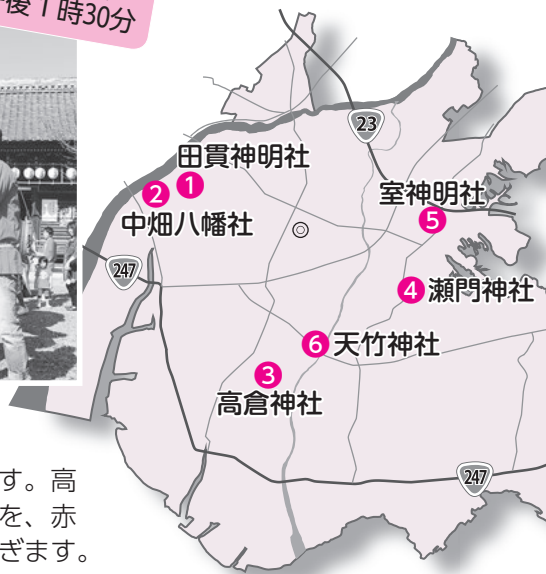 後1時30分
23
田貫神明社
2
1
中畑八幡社
室神明社
5
247
4
瀬門神社
6
天竹神社
3
高倉神社
247
す。高
を、赤
ぎます。